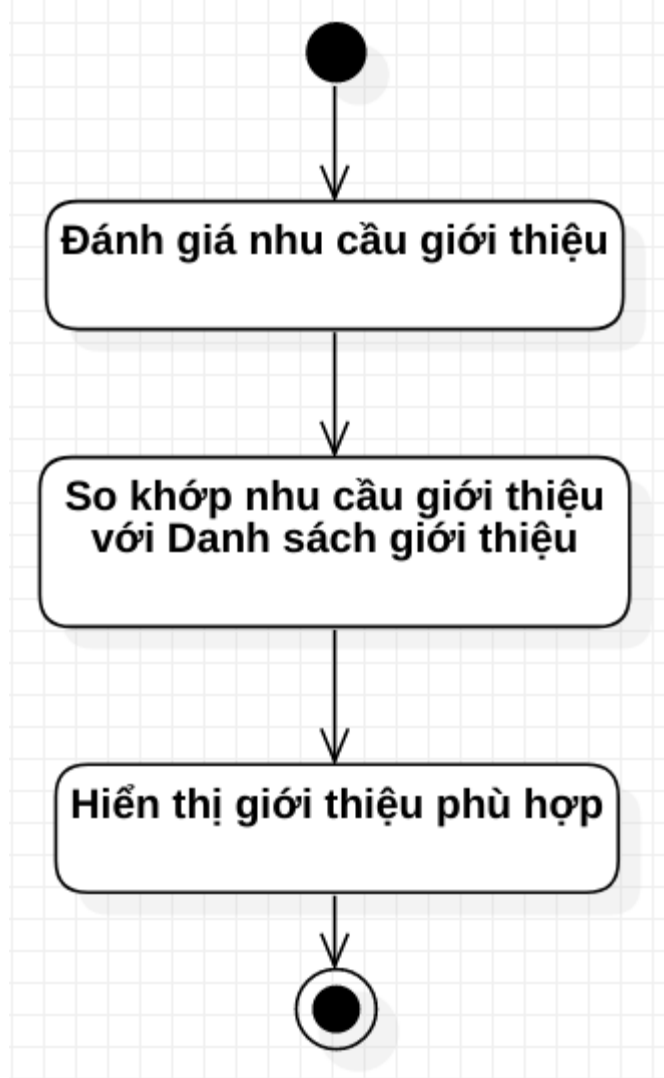 Đánh giá nhu cầu giới thiệu
So khớp nhu cầu giới thiệu
với Danh sách giới thiệu
Hiển thị giới thiệu phù hợp